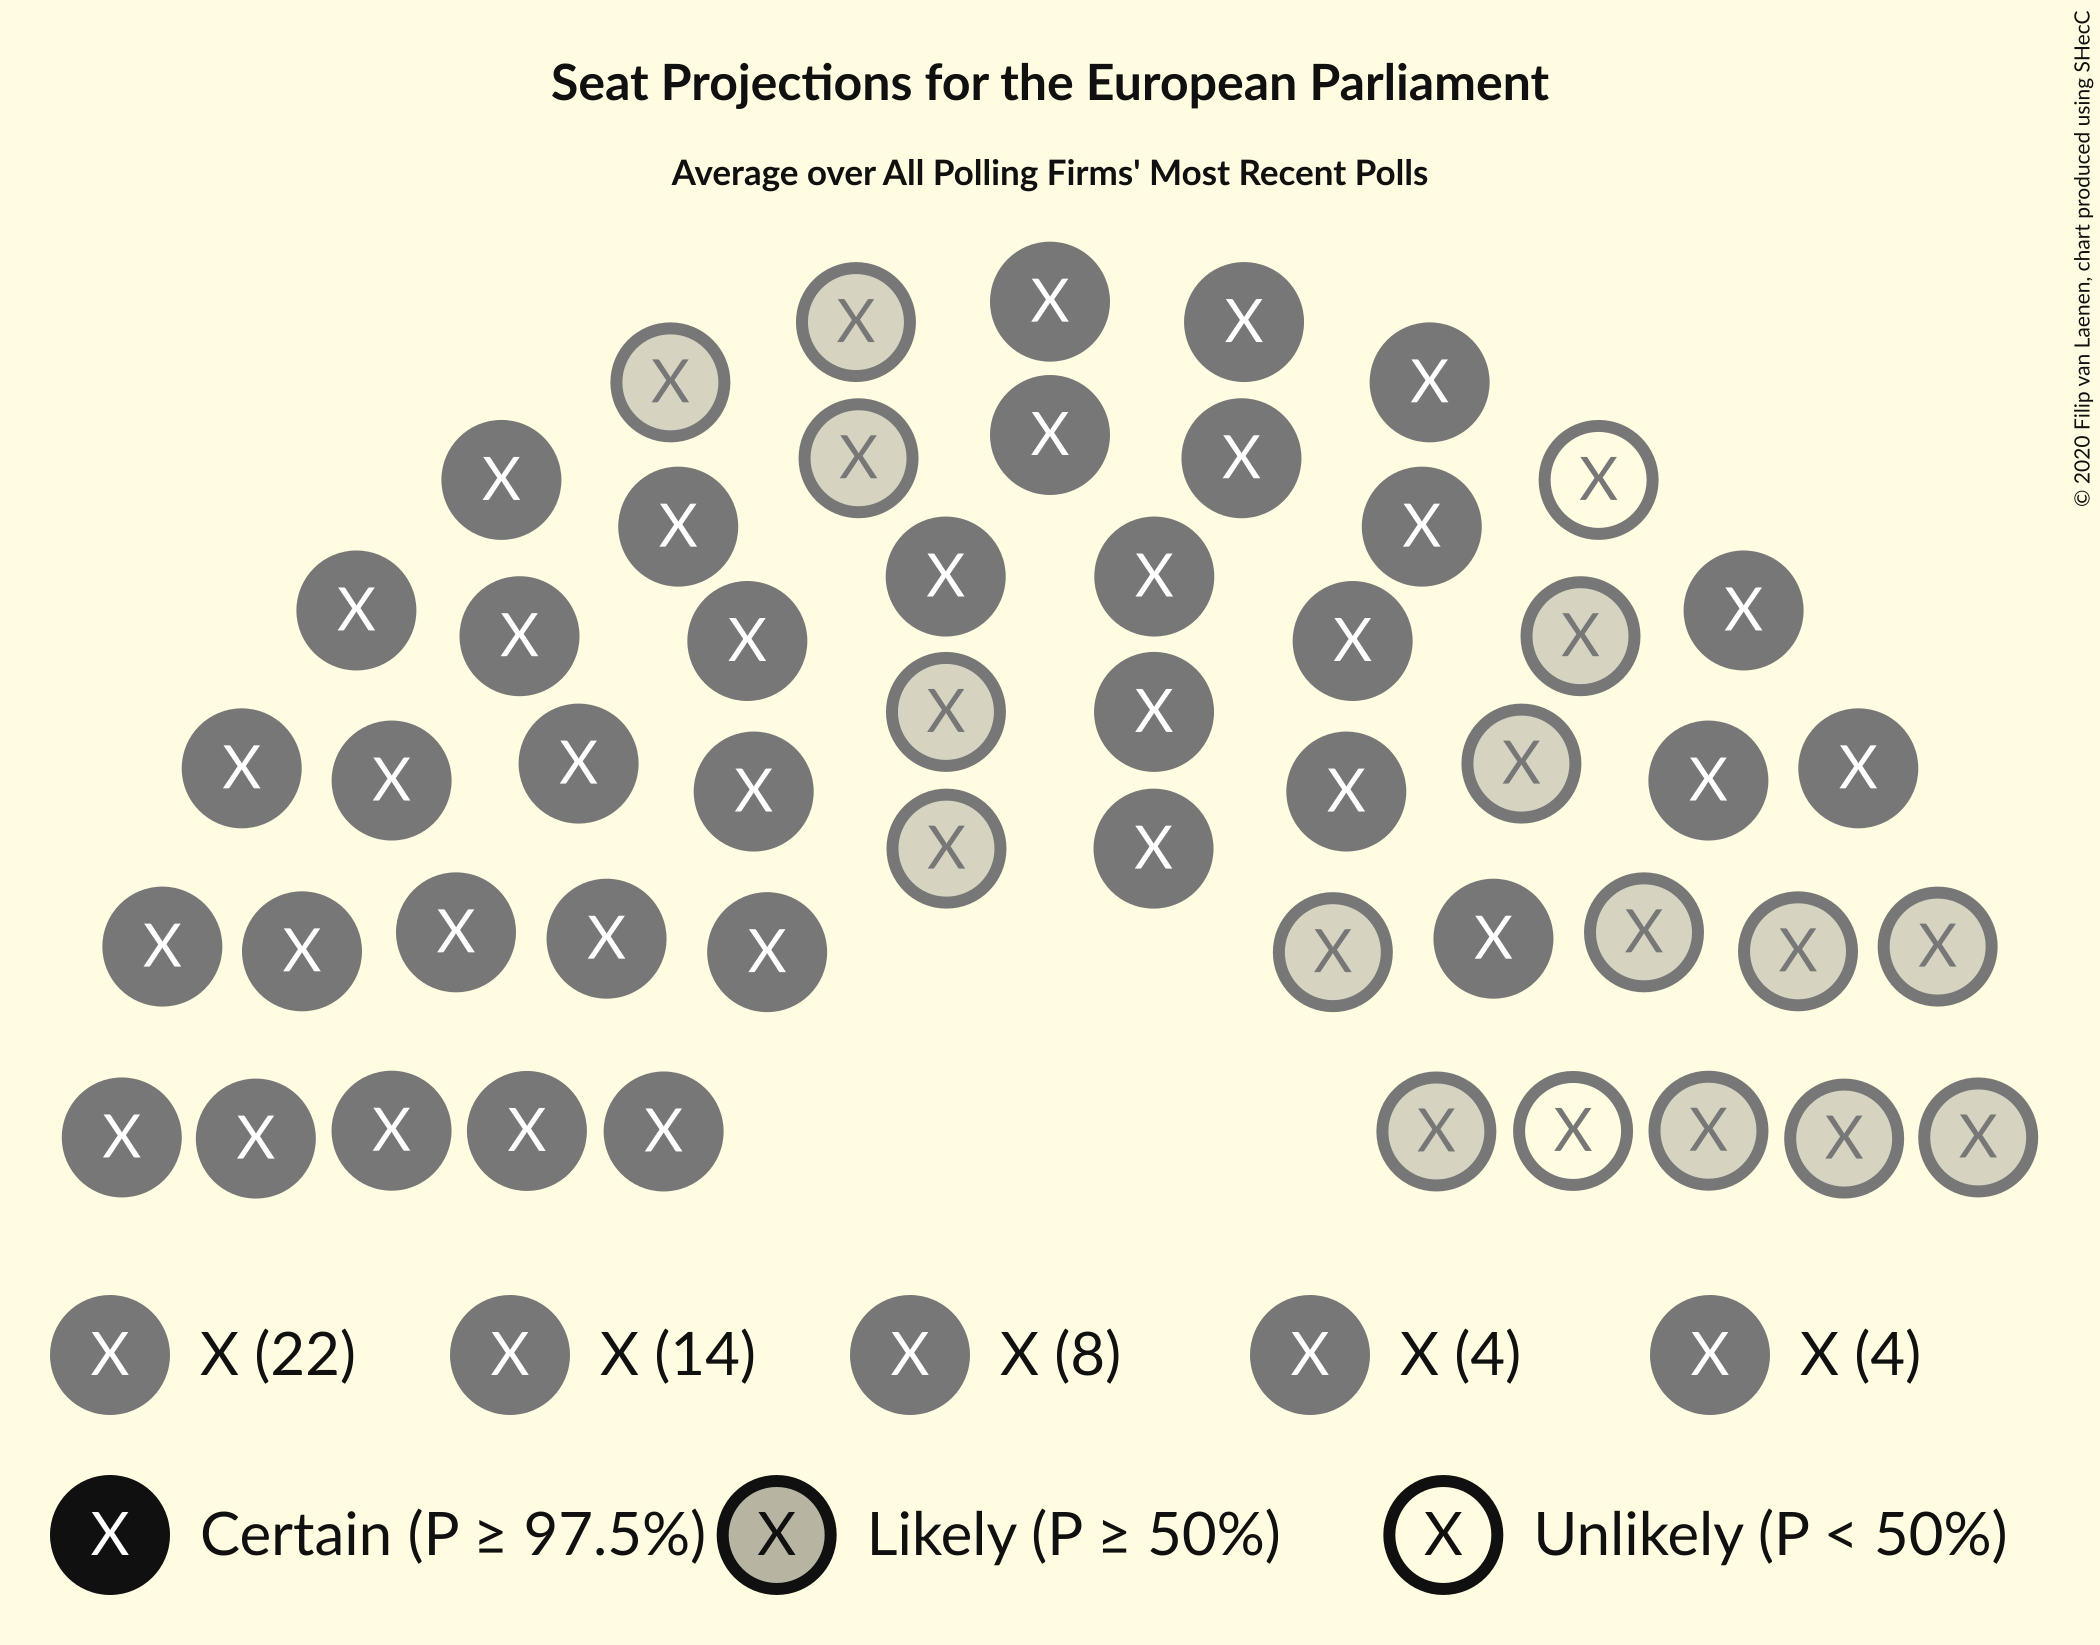 Seat Projections for the European Parliament
Average over All Polling Firms' Most Recent Polls
© 2020 Filip van Laenen, chart produced using SHecC
X X X
X X
X X X
X X
X X
X X
X X X X X X
X X
X X X X X X X X
X X
X X X X X X X X X X
X X X X X X X X X X
X X (22) X X (14) X X (8) X X (4) X X (4)
X Certain (P ≥ 97.5%) X Likely (P ≥ 50%) X Unlikely (P < 50%)